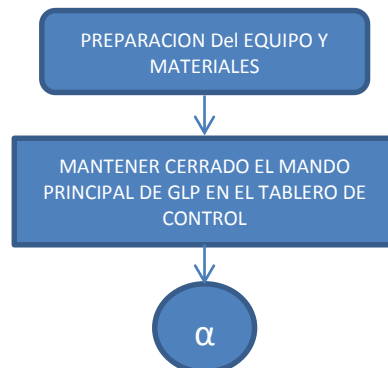 PREPARACION Del EQUIPO Y
MATERIALES
MANTENER CERRADO EL MANDO
PRINCIPAL DE GLP EN EL TABLERO DE
CONTROL
α